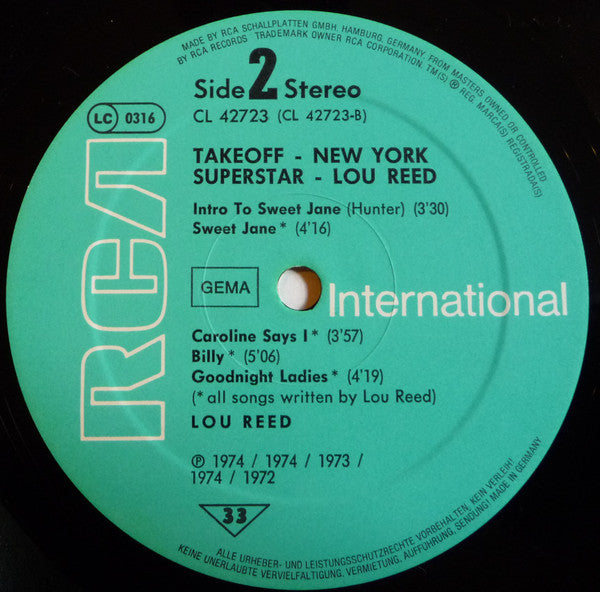 MADE BY RCA SCHALLPLATTEN GMBH. HAMBURG, GERMANY, FROM MASTERS OWNED OR CONTROLLED
BY RCA RECORDS TRADEMARK OWNER RCA CORPORATION. TM(S) ® REG. MARCA(S) REGISTRADA(S)
Side 2 Stereo
LC 0316
CL 42723 (CL 42723-B)
RCA
TAKEOFF - NEW YORK
SUPERSTAR - LOU REED
Intro To Sweet Jane (Hunter) (3'30)
Sweet Jane* (4'16)
GEMA
International
Caroline Says I* (3'57)
Billy* (5'06)
Goodnight Ladies* (4'19)
(* all songs written by Lou Reed)
LOU REED
℗ 1974 / 1974 / 1973 /
1974 / 1972
33
ALLE URHEBER- UND LEISTUNGSSCHUTZRECHTE VORBEHALTEN, KEIN VERLEIH!
KEINE UNERLAUBTE VERVIELFÄLTIGUNG, VERMIETUNG, AUFFÜHRUNG, SENDUNG! MADE IN GERMANY